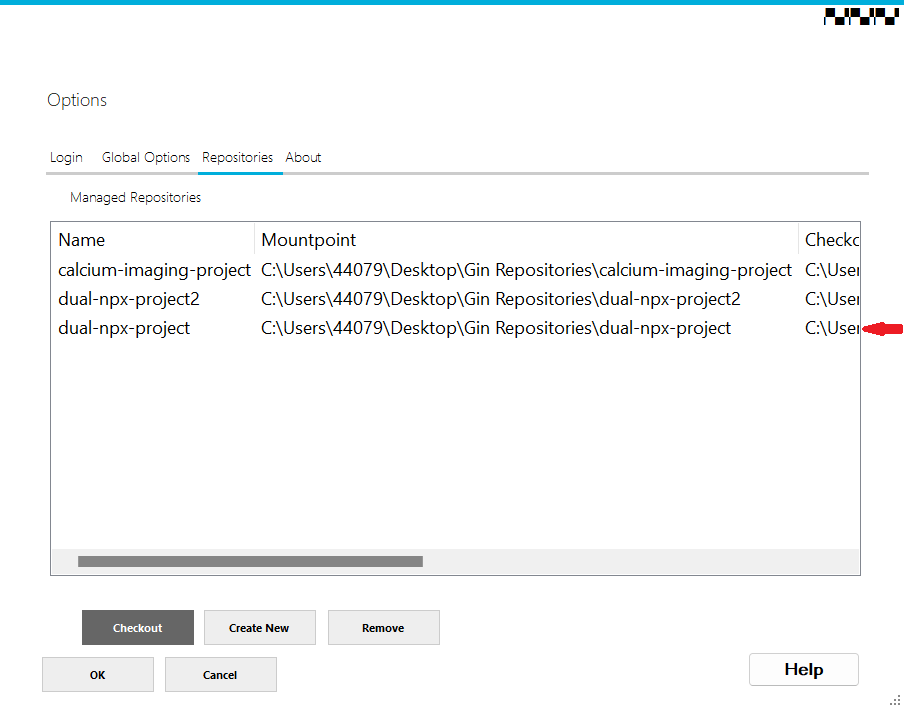 Options
Login Global Options Repositories About
Managed Repositories
Name Mountpoint Checko
calcium-imaging-project C:\Users\44079\Desktop\Gin Repositories\calcium-imaging-project C:\User
dual-npx-project2 C:\Users\44079\Desktop\Gin Repositories\dual-npx-project2 C:\User
dual-npx-project C:\Users\44079\Desktop\Gin Repositories\dual-npx-project C:\User
Checkout Create New Remove
OK Cancel Help